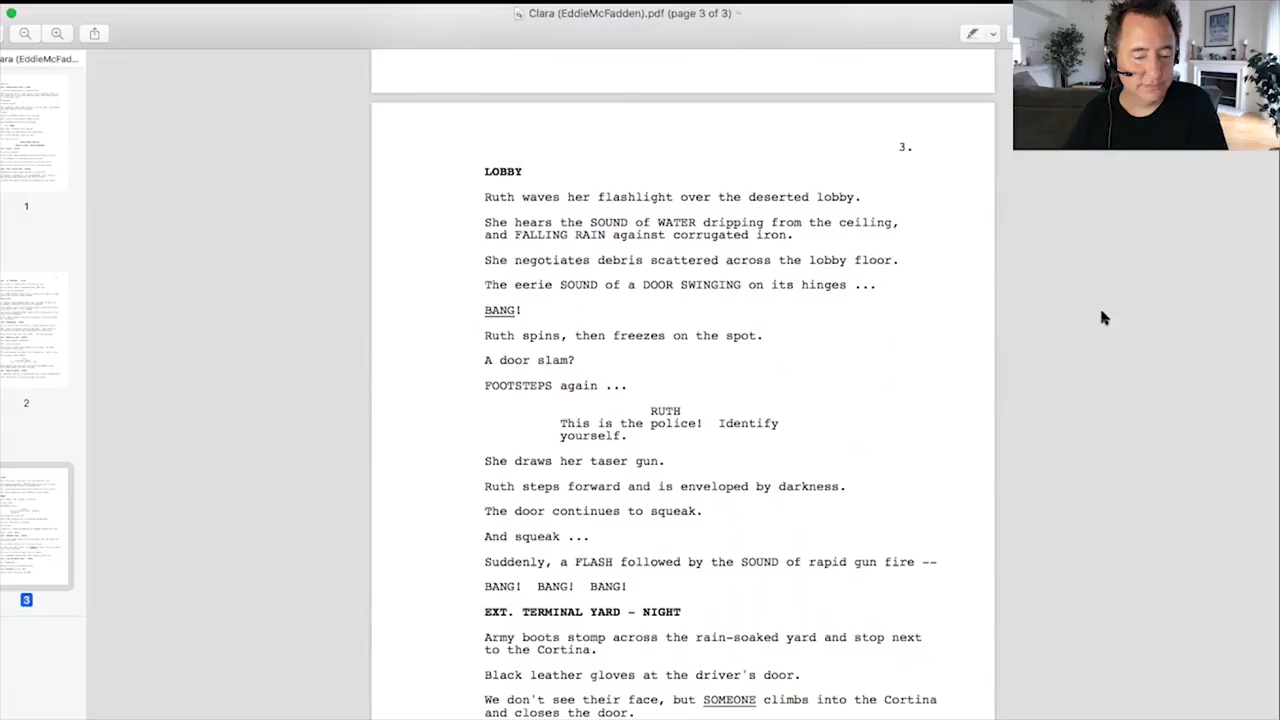 Clara (EddieMcFadden).pdf (page 3 of 3)
ara (EddieMcFad...
1
2
3
3.
LOBBY
Ruth waves her flashlight over the deserted lobby.
She hears the SOUND of WATER dripping from the ceiling,
and FALLING RAIN against corrugated iron.
She negotiates debris scattered across the lobby floor.
The eerie SOUND of a DOOR SWINGING on its hinges ...
BANG!
Ruth spins, then freezes on the spot.
A door slam?
FOOTSTEPS again ...
RUTH
This is the police! Identify
yourself.
She draws her taser gun.
Ruth steps forward and is enveloped by darkness.
The door continues to squeak.
And squeak ...
Suddenly, a FLASH followed by the SOUND of rapid gun fire --
BANG! BANG! BANG!
EXT. TERMINAL YARD - NIGHT
Army boots stomp across the rain-soaked yard and stop next
to the Cortina.
Black leather gloves at the driver's door.
We don't see their face, but SOMEONE climbs into the Cortina
and closes the door.